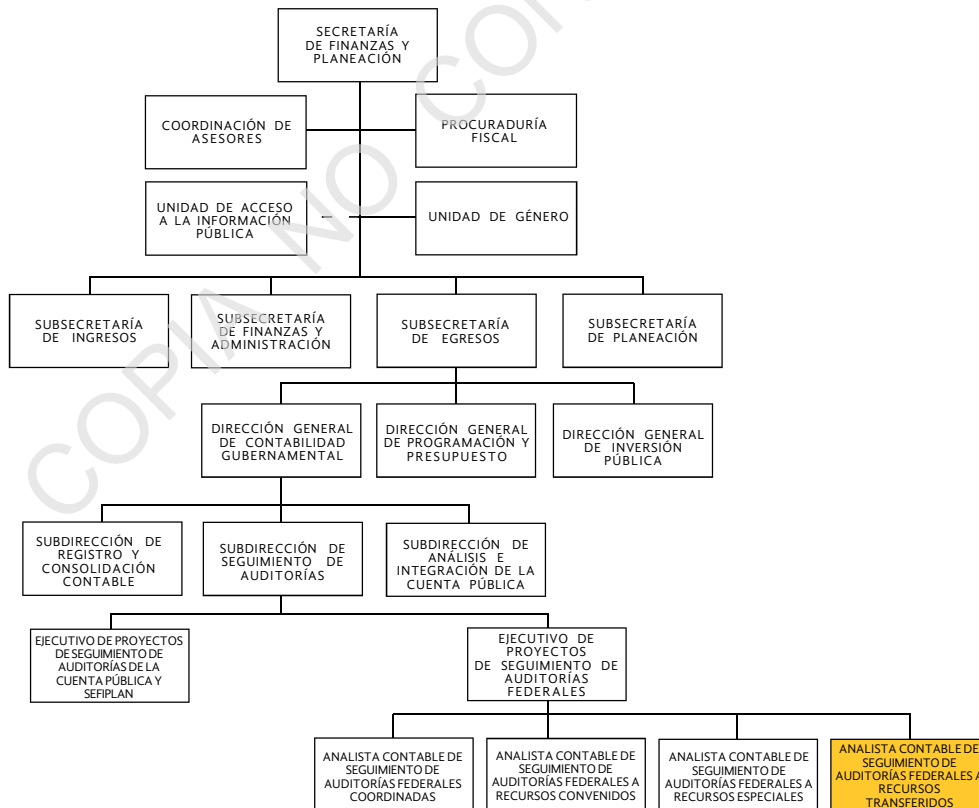 SECRETARÍA
DE FINANZAS Y
PLANEACIÓN
COORDINACIÓN DE
ASESORES
PROCURADURÍA
FISCAL
UNIDAD DE ACCESO
A LA INFORMACIÓN
PÚBLICA
UNIDAD DE GÉNERO
SUBSECRETARÍA
DE INGRESOS
SUBSECRETARÍA
DE FINANZAS Y
ADMINISTRACIÓN
SUBSECRETARÍA
DE EGRESOS
SUBSECRETARÍA
DE PLANEACIÓN
DIRECCIÓN GENERAL
DE CONTABILIDAD
GUBERNAMENTAL
DIRECCIÓN GENERAL
DE PROGRAMACIÓN Y
PRESUPUESTO
DIRECCIÓN GENERAL
DE INVERSIÓN
PÚBLICA
SUBDIRECCIÓN DE
REGISTRO Y
CONSOLIDACIÓN
CONTABLE
SUBDIRECCIÓN DE
SEGUIMIENTO DE
AUDITORÍAS
SUBDIRECCIÓN DE
ANÁLISIS E
INTEGRACIÓN DE LA
CUENTA PÚBLICA
EJECUTIVO DE PROYECTOS
DE SEGUIMIENTO DE
AUDITORÍAS DE LA
CUENTA PÚBLICA Y
SEFIPLAN
EJECUTIVO DE
PROYECTOS
DE SEGUIMIENTO DE
AUDITORÍAS
FEDERALES
ANALISTA CONTABLE DE
SEGUIMIENTO DE
AUDITORÍAS FEDERALES
COORDINADAS
ANALISTA CONTABLE DE
SEGUIMIENTO DE
AUDITORÍAS FEDERALES A
RECURSOS CONVENIDOS
ANALISTA CONTABLE DE
SEGUIMIENTO DE
AUDITORÍAS FEDERALES A
RECURSOS ESPECIALES
ANALISTA CONTABLE DE
SEGUIMIENTO DE
AUDITORÍAS FEDERALES A
RECURSOS
TRANSFERIDOS
COPIA NO